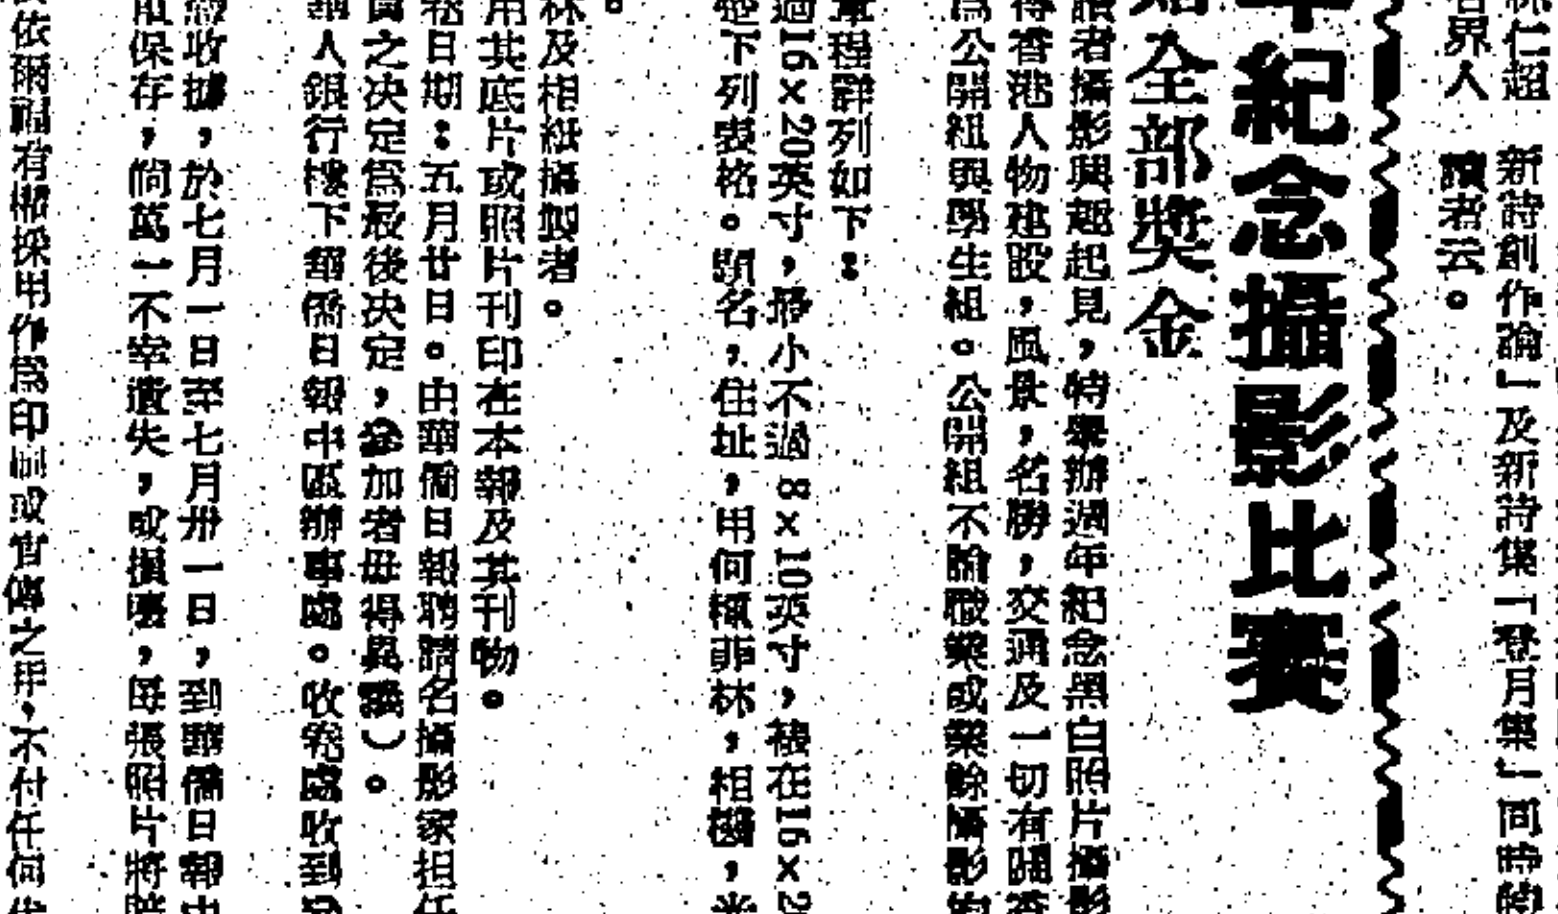 仁超 新詩創作論」及新詩集「登月集」同時
各界人 讀者云。
年紀念攝影比賽
全部獎金
讀者攝影興趣起見，特舉辦週年紀念黑白照片攝影
得香港人物建設，風景，名勝，交通及一切有關香
為公開組與學生組。公開組不論職業或業餘攝影
章程詳列如下：
過16×20英寸，最小不過8×10英寸，裱在16×2
下列表格。題名，住址，用何種菲林，相機，光
林及相紙攝製者。
用其底片或照片刊印在本報及其刊物。
日期：五月廿日。由華僑日報聘請名攝影家担任
之决定為最後决定，參加者毋得異議）。
華人銀行樓下華僑日報中區辦事處。收發處收到
為收據，於七月一日至七月卅一日，到華僑日報中
保存，倘萬一不幸遺失，或損壞，每張照片將賠
依爾福有權採用作為印刷或宣傳之用，不付任何